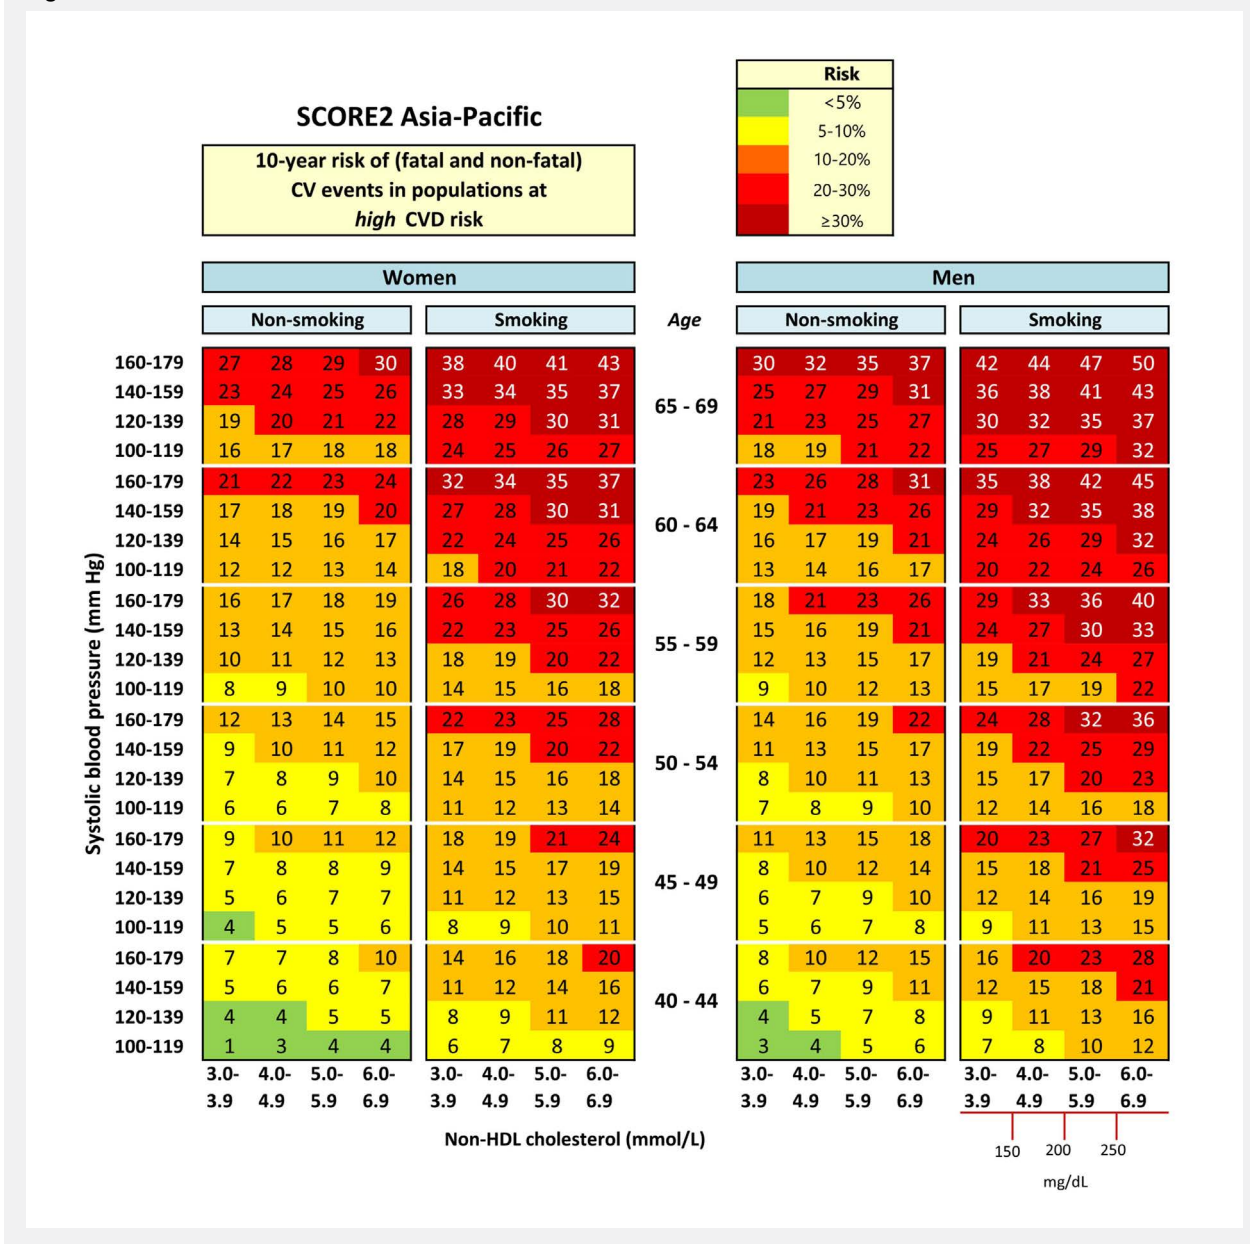 Risk
<5%
5-10%
10-20%
20-30%
≥30%
SCORE2 Asia-Pacific
10-year risk of (fatal and non-fatal)
CV events in populations at
high CVD risk
Women Men
Non-smoking Smoking Age Non-smoking Smoking
Systolic blood pressure (mm Hg)
160-179 27 28 29 30 38 40 41 43 30 32 35 37 42 44 47 50
140-159 23 24 25 26 33 34 35 37 25 27 29 31 36 38 41 43
65 - 69
120-139 19 20 21 22 28 29 30 31 21 23 25 27 30 32 35 37
100-119 16 17 18 18 24 25 26 27 18 19 21 22 25 27 29 32
160-179 21 22 23 24 32 34 35 37 23 26 28 31 35 38 42 45
140-159 17 18 19 20 27 28 30 31 19 21 23 26 29 32 35 38
60 - 64
120-139 14 15 16 17 22 24 25 26 16 17 19 21 24 26 29 32
100-119 12 12 13 14 18 20 21 22 13 14 16 17 20 22 24 26
160-179 16 17 18 19 26 28 30 32 18 21 23 26 29 33 36 40
140-159 13 14 15 16 22 23 25 26 15 16 19 21 24 27 30 33
55 - 59
120-139 10 11 12 13 18 19 20 22 12 13 15 17 19 21 24 27
100-119 8 9 10 10 14 15 16 18 9 10 12 13 15 17 19 22
160-179 12 13 14 15 22 23 25 28 14 16 19 22 24 28 32 36
140-159 9 10 11 12 17 19 20 22 11 13 15 17 19 22 25 29
50 - 54
120-139 7 8 9 10 14 15 16 18 8 10 11 13 15 17 20 23
100-119 6 6 7 8 11 12 13 14 7 8 9 10 12 14 16 18
160-179 9 10 11 12 18 19 21 24 11 13 15 18 20 23 27 32
140-159 7 8 8 9 14 15 17 19 8 10 12 14 15 18 21 25
45 - 49
120-139 5 6 7 7 11 12 13 15 6 7 9 10 12 14 16 19
100-119 4 5 5 6 8 9 10 11 5 6 7 8 9 11 13 15
160-179 7 7 8 10 14 16 18 20 8 10 12 15 16 20 23 28
140-159 5 6 6 7 11 12 14 16 6 7 9 11 12 15 18 21
40 - 44
120-139 4 4 5 5 8 9 11 12 4 5 7 8 9 11 13 16
100-119 1 3 4 4 6 7 8 9 3 4 5 6 7 8 10 12
3.0- 4.0- 5.0- 6.0- 3.0- 4.0- 5.0- 6.0- 3.0- 4.0- 5.0- 6.0- 3.0- 4.0- 5.0- 6.0-
3.9 4.9 5.9 6.9 3.9 4.9 5.9 6.9 3.9 4.9 5.9 6.9 3.9 4.9 5.9 6.9
Non-HDL cholesterol (mmol/L)
150 200 250
mg/dL